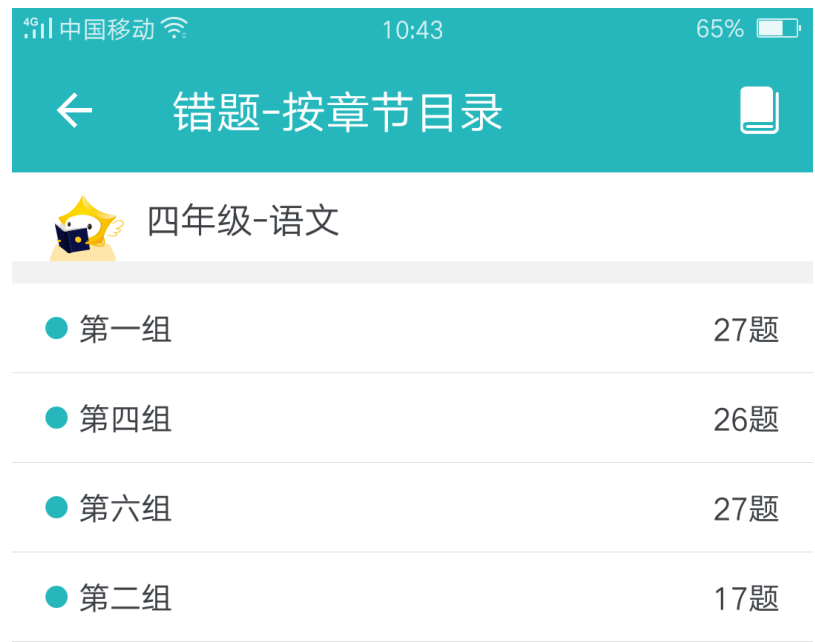 4G 中国移动 10:43 65%
错题-按章节目录
四年级-语文
第一组 27题
第四组 26题
第六组 27题
第二组 17题